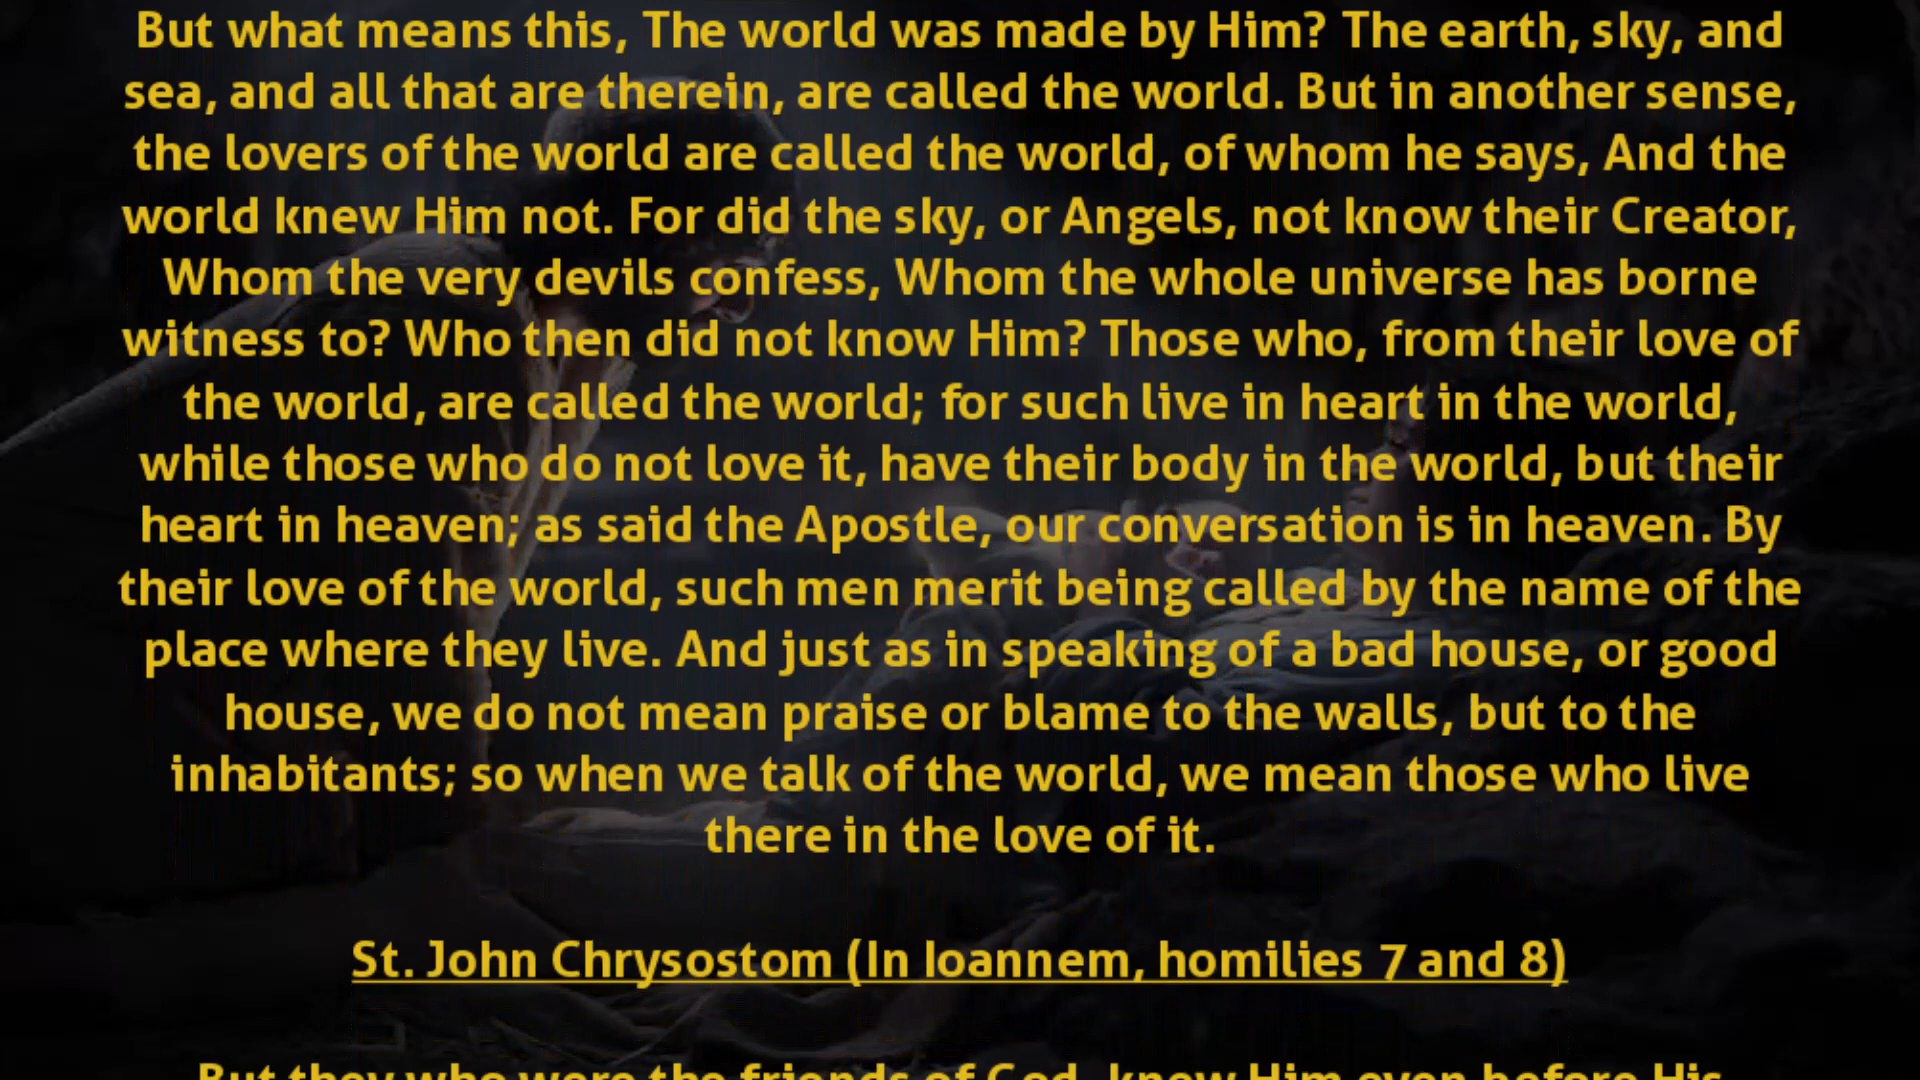 But what means this, The world was made by Him? The earth, sky, and
sea, and all that are therein, are called the world. But in another sense,
the lovers of the world are called the world, of whom he says, And the
world knew Him not. For did the sky, or Angels, not know their Creator,
Whom the very devils confess, Whom the whole universe has borne
witness to? Who then did not know Him? Those who, from their love of
the world, are called the world; for such live in heart in the world,
while those who do not love it, have their body in the world, but their
heart in heaven; as said the Apostle, our conversation is in heaven. By
their love of the world, such men merit being called by the name of the
place where they live. And just as in speaking of a bad house, or good
house, we do not mean praise or blame to the walls, but to the
inhabitants; so when we talk of the world, we mean those who live
there in the love of it.
St. John Chrysostom (In Ioannem, homilies 7 and 8)
But they who were the friends of God, knew Him even before His